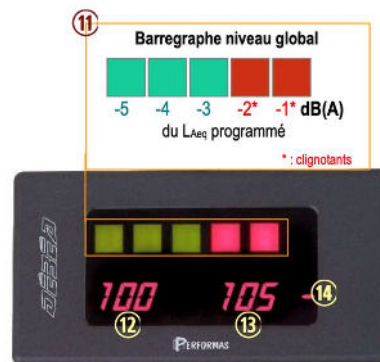 11
Barregraphe niveau global
-5 -4 -3 -2* -1* dB(A)
du LAeq programmé
* : clignotants
100 105
14
12 13
PERFORMAS